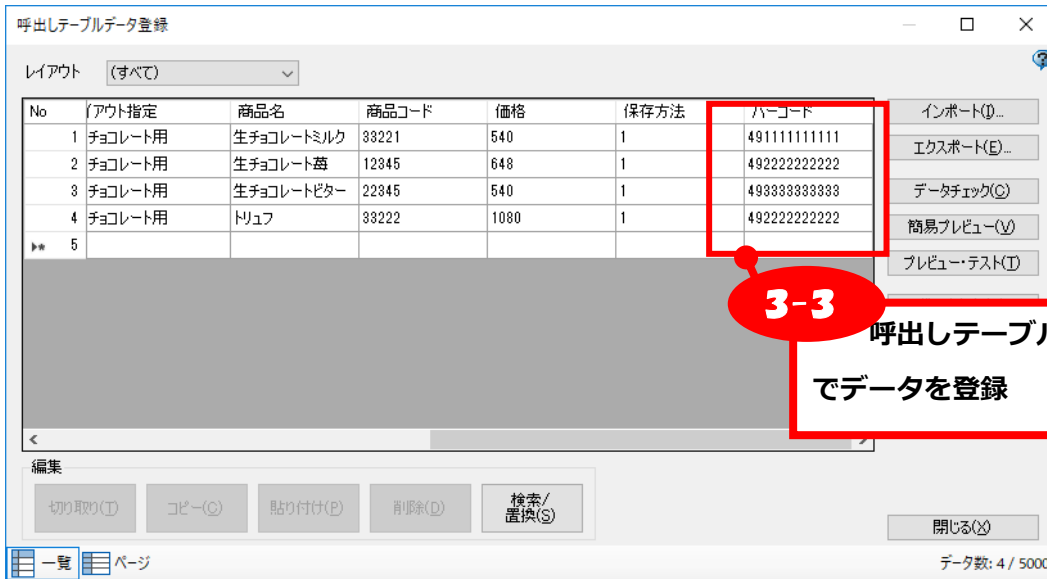 呼出しテーブルデータ登録
レイアウト (すべて)
No イアウト指定 商品名 商品コード 価格 保存方法 バーコード
1 チョコレート用 生チョコレートミルク 33221 540 1 491111111111
2 チョコレート用 生チョコレート苺 12345 648 1 492222222222
3 チョコレート用 生チョコレートビター 22345 540 1 493333333333
4 チョコレート用 トリュフ 33222 1080 1 492222222222
5
インポート(I)...
エクスポート(E)...
データチェック(C)
簡易プレビュー(V)
プレビュー・テスト(T)
3-3
呼出しテーブル
でデータを登録
編集
切り取り(T) コピー(C) 貼り付け(P) 削除(D) 検索/
置換(S)
閉じる(X)
一覧 ページ データ数: 4 / 5000